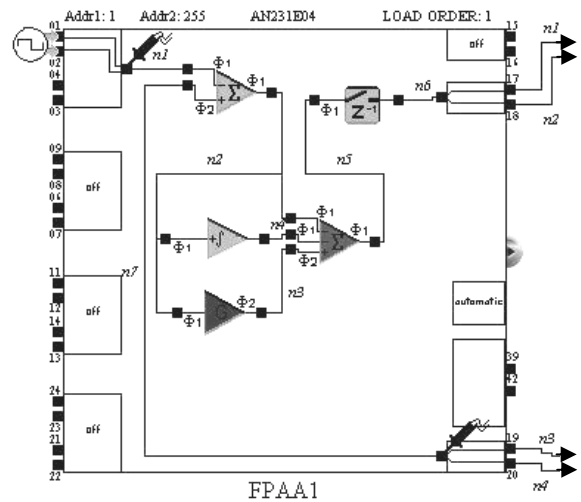 Addr1: 1 Addr2: 255 AN231E04 LOAD ORDER: 1
01
02
04
03
n1
Φ1
Φ1
Σ
Φ2
off
15
16
n1
17
18
n2
n6
Φ1
Z⁻¹
09
08
06
07
off
n2
n5
Φ1
+∫
n4
Φ1
Φ1
Φ2
Σ
Φ1
n7
11
12
14
13
off
Φ1
G
Φ2
n3
automatic
39
42
24
23
21
22
off
19
20
n3
n4
FPAA1